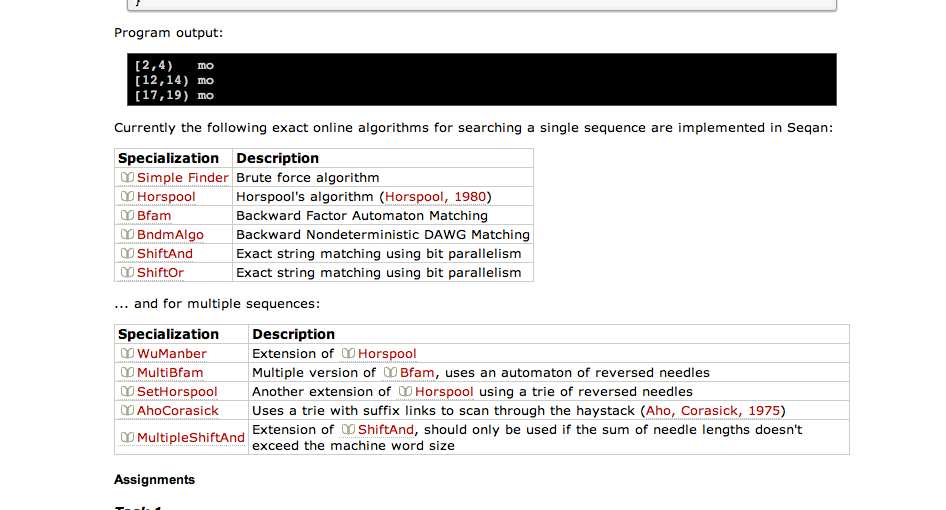 }
Program output:
[2,4)   mo
[12,14) mo
[17,19) mo
Currently the following exact online algorithms for searching a single sequence are implemented in Seqan:
Specialization Description
Simple Finder Brute force algorithm
Horspool Horspool's algorithm (Horspool, 1980)
Bfam Backward Factor Automaton Matching
BndmAlgo Backward Nondeterministic DAWG Matching
ShiftAnd Exact string matching using bit parallelism
ShiftOr Exact string matching using bit parallelism
... and for multiple sequences:
Specialization Description
WuManber Extension of Horspool
MultiBfam Multiple version of Bfam, uses an automaton of reversed needles
SetHorspool Another extension of Horspool using a trie of reversed needles
AhoCorasick Uses a trie with suffix links to scan through the haystack (Aho, Corasick, 1975)
MultipleShiftAnd Extension of ShiftAnd, should only be used if the sum of needle lengths doesn't
exceed the machine word size
Assignments